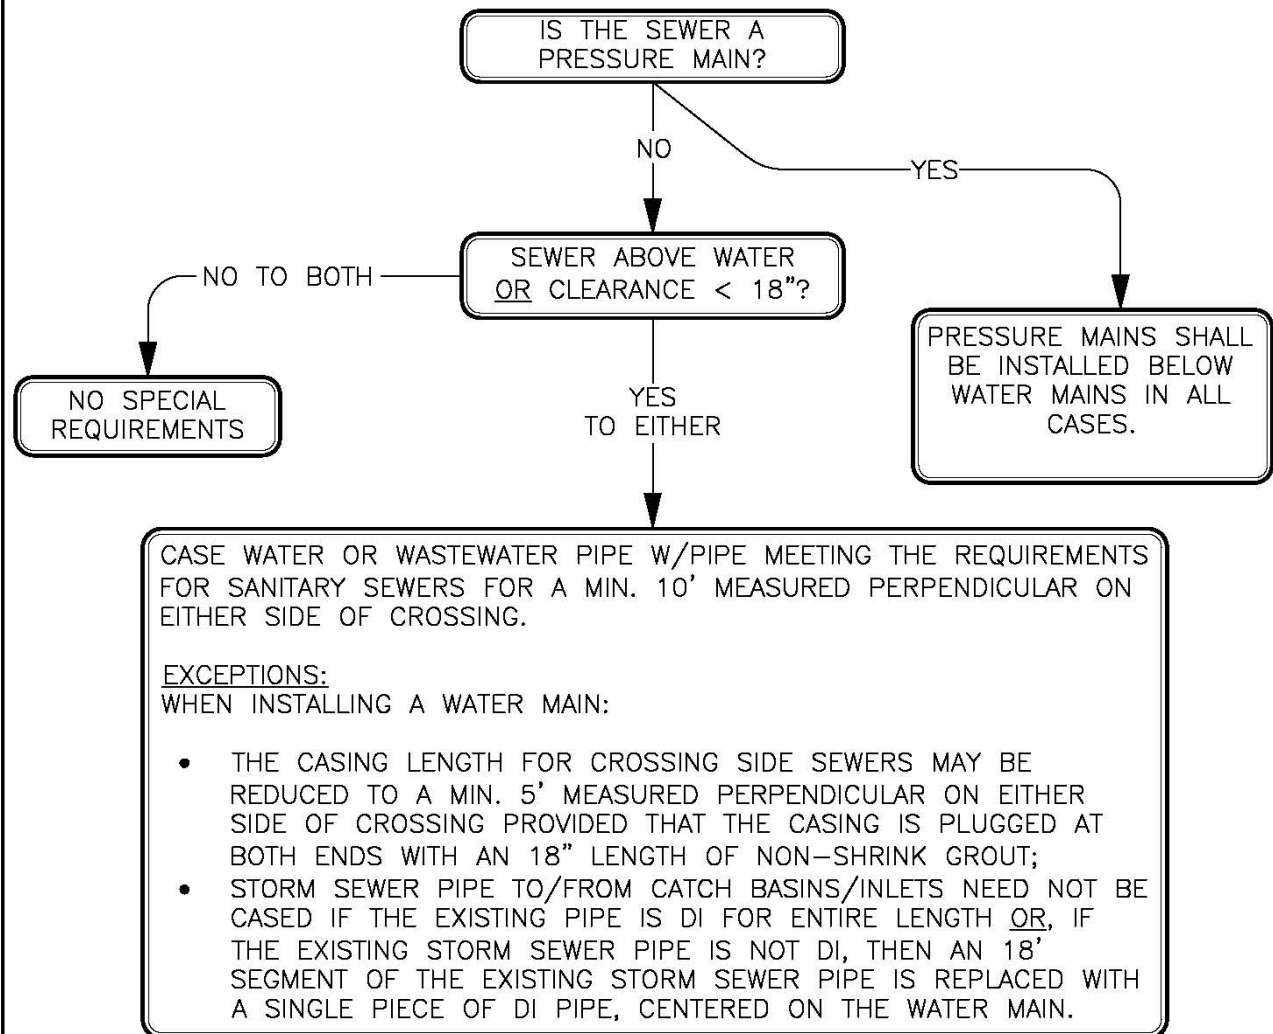 IS THE SEWER A
PRESSURE MAIN?
NO
YES
SEWER ABOVE WATER
OR CLEARANCE < 18"?
NO TO BOTH
PRESSURE MAINS SHALL
BE INSTALLED BELOW
WATER MAINS IN ALL
CASES.
NO SPECIAL
REQUIREMENTS
YES
TO EITHER
CASE WATER OR WASTEWATER PIPE W/PIPE MEETING THE REQUIREMENTS
FOR SANITARY SEWERS FOR A MIN. 10' MEASURED PERPENDICULAR ON
EITHER SIDE OF CROSSING.
EXCEPTIONS:
WHEN INSTALLING A WATER MAIN:
• THE CASING LENGTH FOR CROSSING SIDE SEWERS MAY BE
REDUCED TO A MIN. 5' MEASURED PERPENDICULAR ON EITHER
SIDE OF CROSSING PROVIDED THAT THE CASING IS PLUGGED AT
BOTH ENDS WITH AN 18" LENGTH OF NON-SHRINK GROUT;
• STORM SEWER PIPE TO/FROM CATCH BASINS/INLETS NEED NOT BE
CASED IF THE EXISTING PIPE IS DI FOR ENTIRE LENGTH OR, IF
THE EXISTING STORM SEWER PIPE IS NOT DI, THEN AN 18'
SEGMENT OF THE EXISTING STORM SEWER PIPE IS REPLACED WITH
A SINGLE PIECE OF DI PIPE, CENTERED ON THE WATER MAIN.